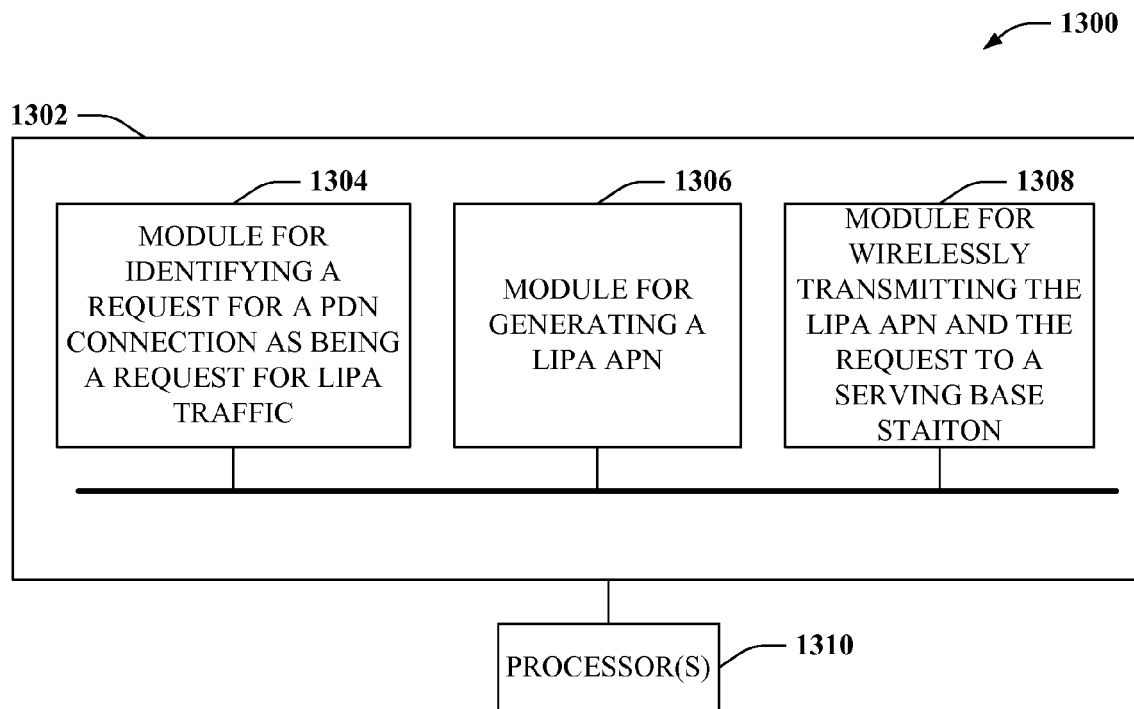 1300
1302
1304
MODULE FOR
IDENTIFYING A
REQUEST FOR A PDN
CONNECTION AS BEING
A REQUEST FOR LIPA
TRAFFIC
1306
MODULE FOR
GENERATING A
LIPA APN
1308
MODULE FOR
WIRELESSLY
TRANSMITTING THE
LIPA APN AND THE
REQUEST TO A
SERVING BASE
STAITON
PROCESSOR(S)
1310